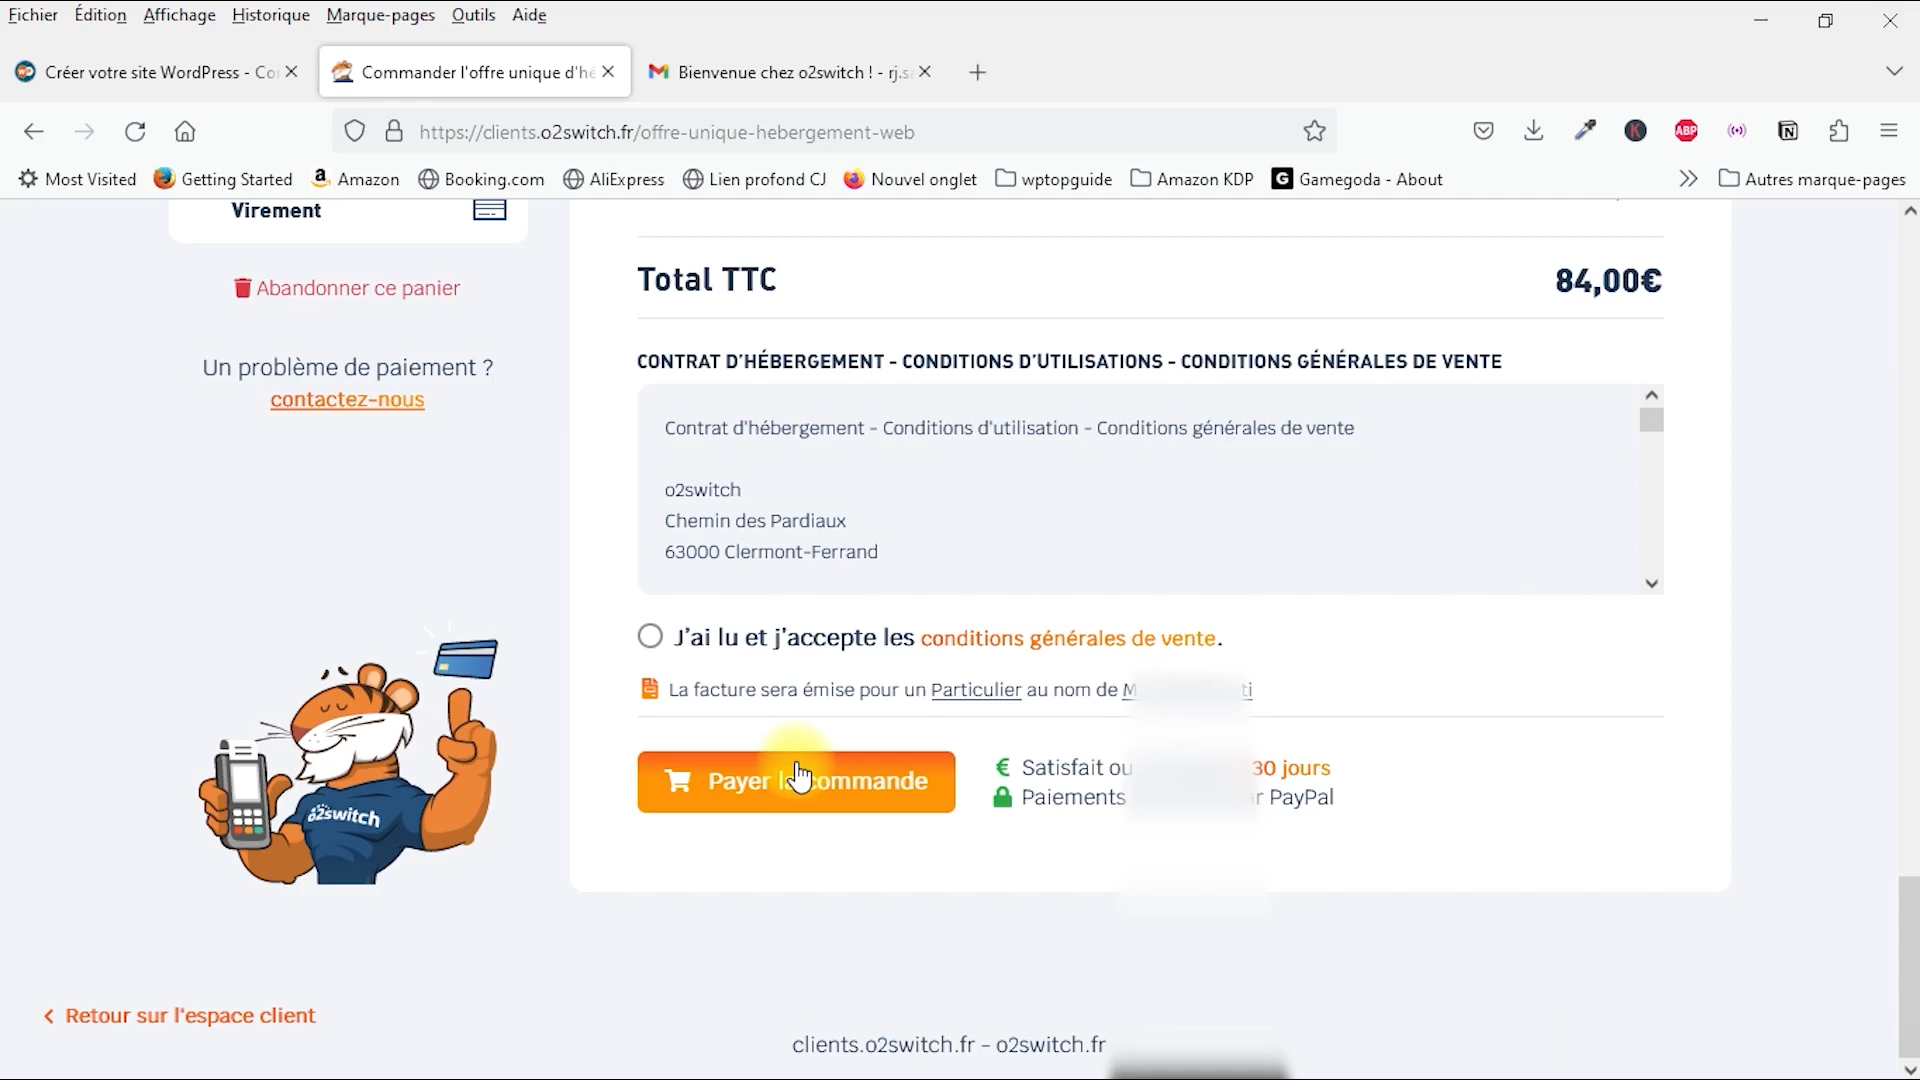 Fichier Édition Affichage Historique Marque-pages Outils Aide
Créer votre site WordPress - Co
Commander l'offre unique d'hé
Bienvenue chez o2switch ! - rj.s
https://clients.o2switch.fr/offre-unique-hebergement-web
K ABP N
Most Visited Getting Started Amazon Booking.com AliExpress Lien profond CJ Nouvel onglet wptopguide Amazon KDP G Gamegoda - About Autres marque-pages
Virement
Abandonner ce panier
Un problème de paiement ?
contactez-nous
Total TTC 84,00€
CONTRAT D'HÉBERGEMENT - CONDITIONS D'UTILISATIONS - CONDITIONS GÉNÉRALES DE VENTE
Contrat d'hébergement - Conditions d'utilisation - Conditions générales de vente
o2switch
Chemin des Pardiaux
63000 Clermont-Ferrand
J'ai lu et j'accepte les conditions générales de vente.
La facture sera émise pour un Particulier au nom de
Payer la commande
Satisfait ou 30 jours
Paiements PayPal
o2switch
Retour sur l'espace client
clients.o2switch.fr - o2switch.fr